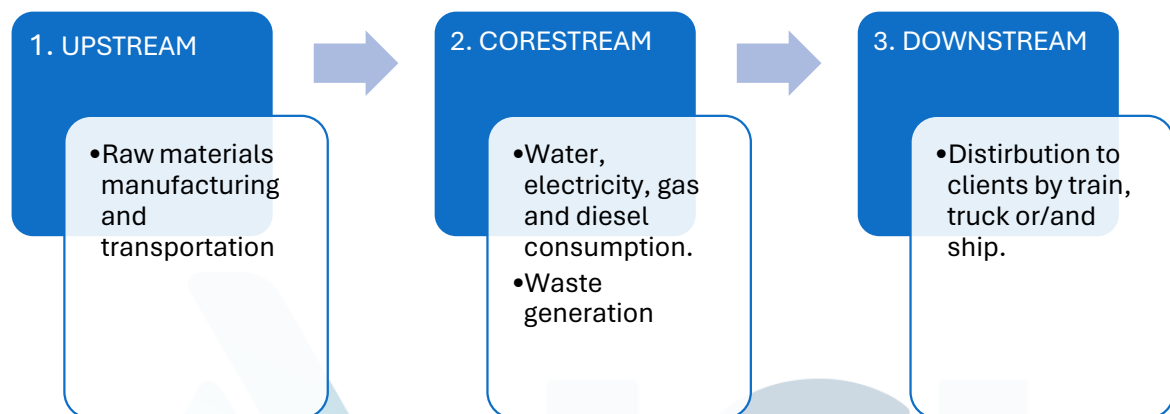 1. UPSTREAM
•Raw materials
manufacturing
and
transportation
2. CORESTREAM
•Water,
electricity, gas
and diesel
consumption.
•Waste
generation
3. DOWNSTREAM
•Distirbution to
clients by train,
truck or/and
ship.